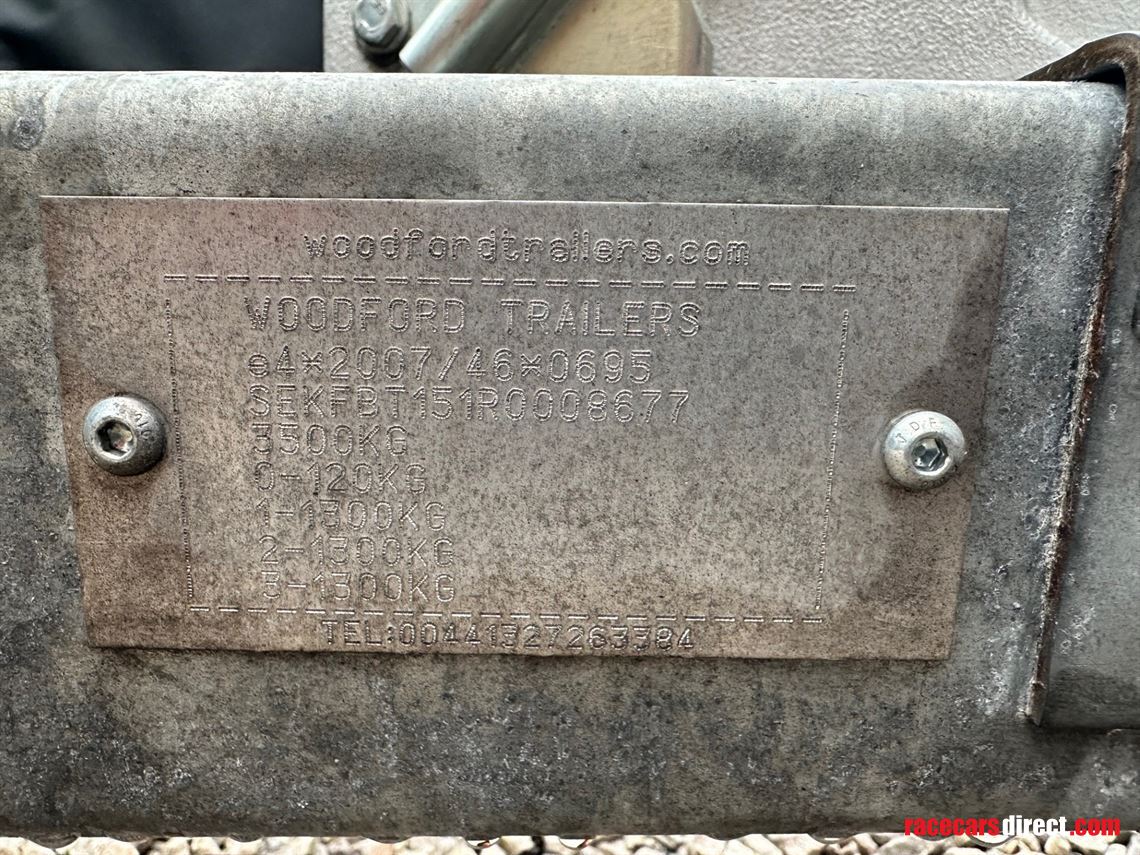 woodfordtrailers.com
WOODFORD TRAILERS
e4*2007/46*0695
SEKFBT151R0008677
3500KG
0-120KG
1-1300KG
2-1300KG
3-1300KG
TEL:00441327263384
racecarsdirect.com